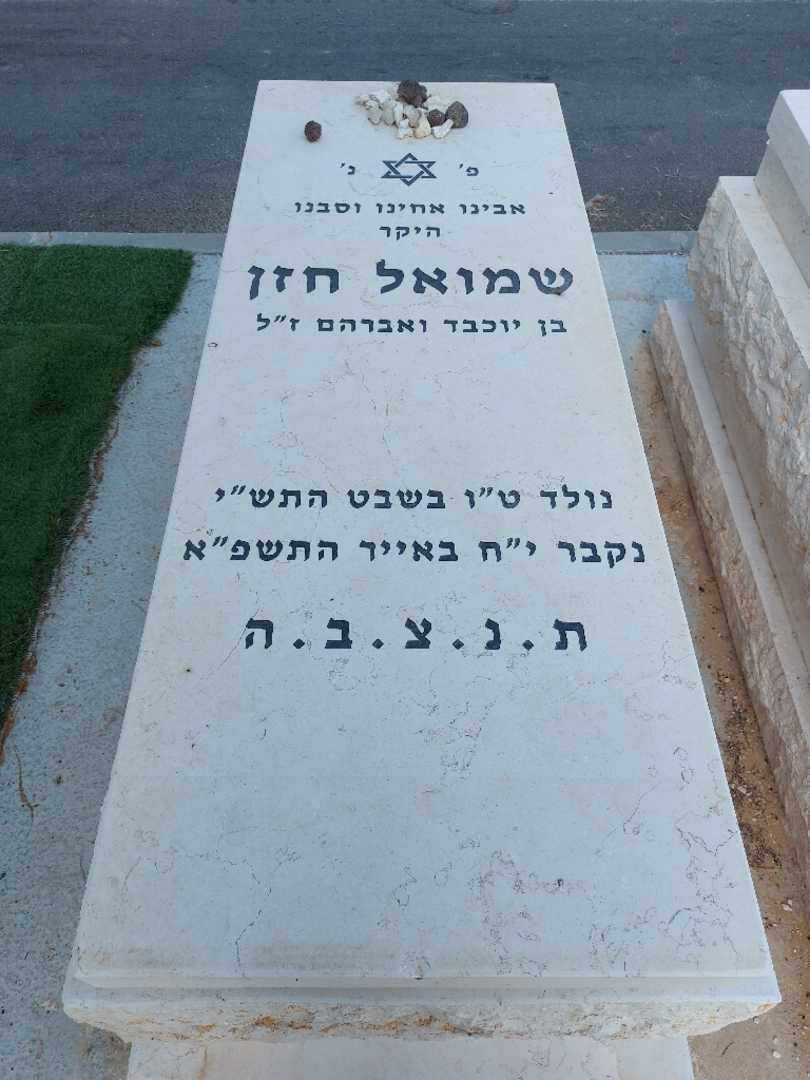 פ' נ'
אבינו אחינו וסבנו
היקר
שמואל חזן
בן יוכבד ואברהם ז"ל
נולד ט"ו בשבט התש"י
נקבר י"ח באייר התשפ"א
ת.נ.צ.ב.ה